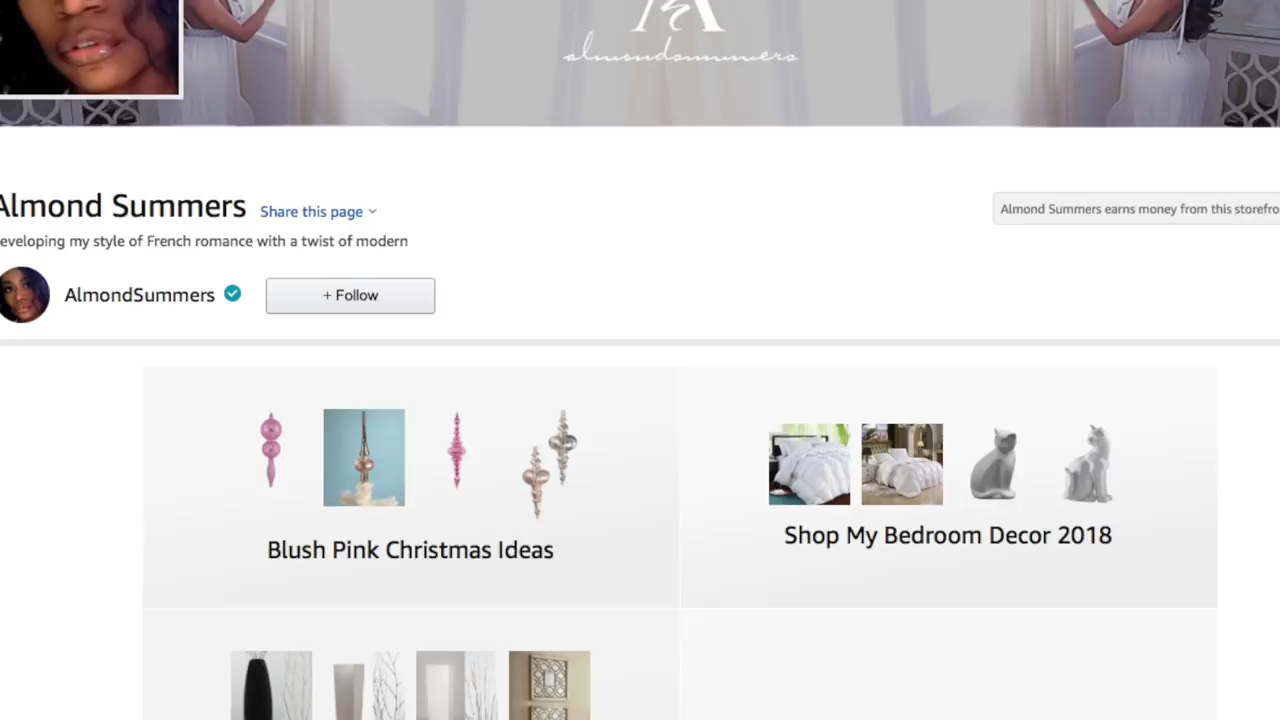 almondsummers
Almond Summers Share this page
eveloping my style of French romance with a twist of modern
Almond Summers earns money from this storefro
AlmondSummers + Follow
Blush Pink Christmas Ideas
Shop My Bedroom Decor 2018